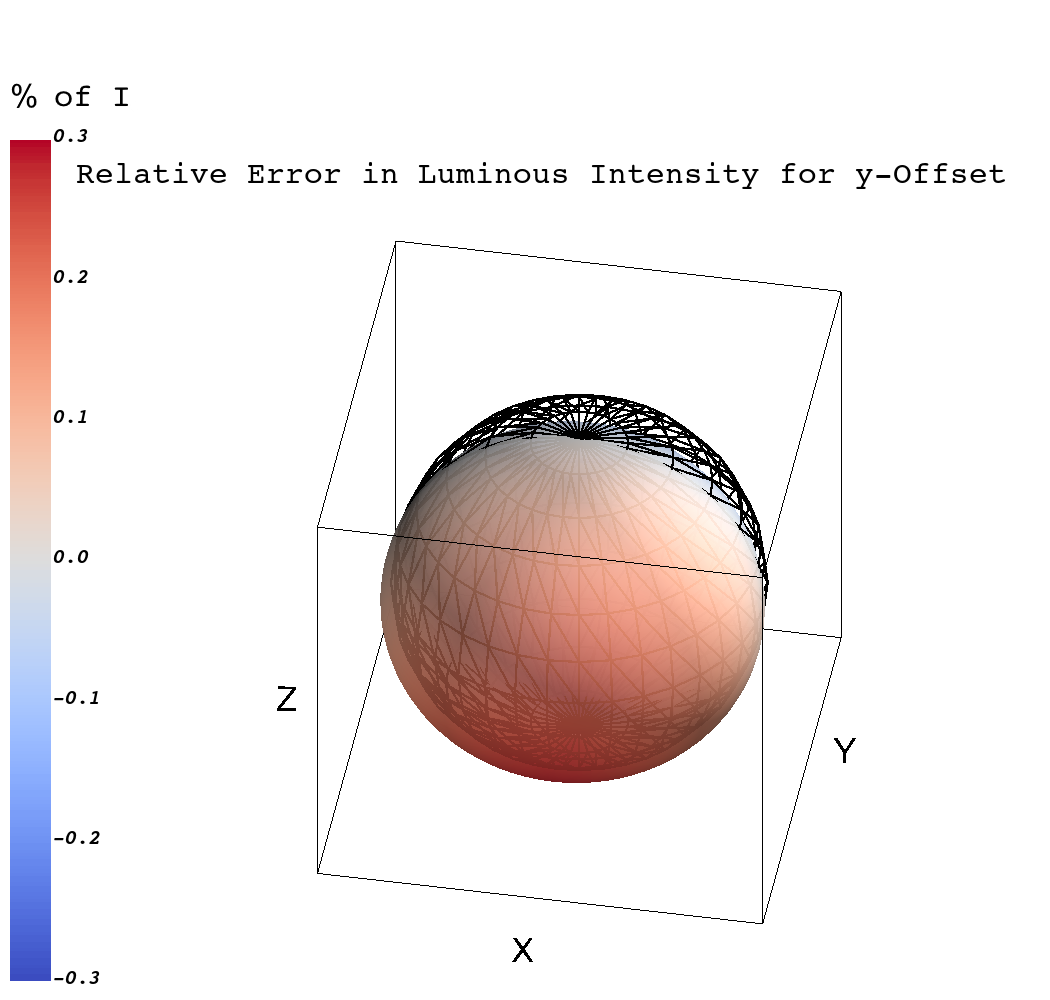 % of I
0.3
Relative Error in Luminous Intensity for y-Offset
0.2
0.1
0.0
-0.1
-0.2
-0.3
Z
Y
X